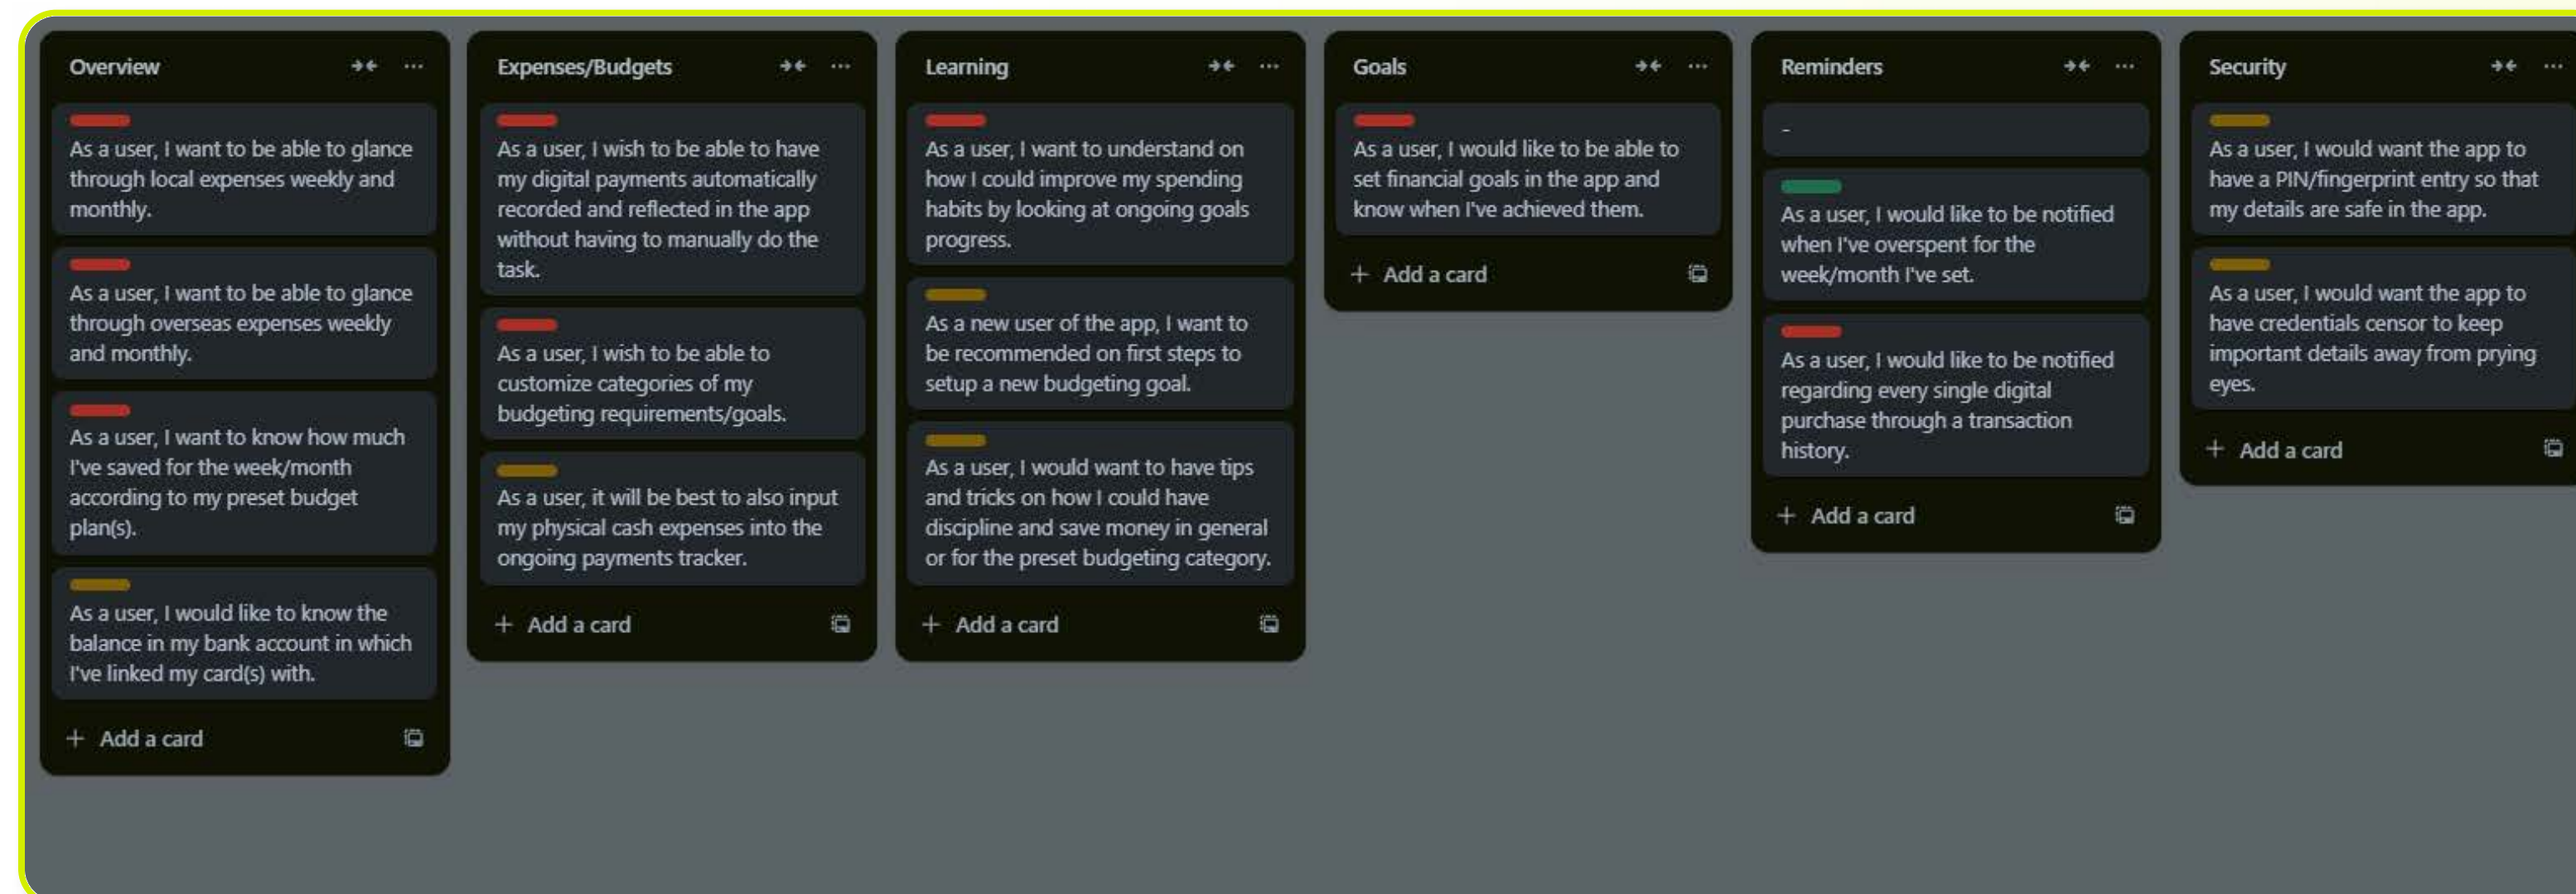 Overview
As a user, I want to be able to glance
through local expenses weekly and
monthly.
As a user, I want to be able to glance
through overseas expenses weekly
and monthly.
As a user, I want to know how much
I've saved for the week/month
according to my preset budget
plan(s).
As a user, I would like to know the
balance in my bank account in which
I've linked my card(s) with.
+ Add a card
Expenses/Budgets
As a user, I wish to be able to have
my digital payments automatically
recorded and reflected in the app
without having to manually do the
task.
As a user, I wish to be able to
customize categories of my
budgeting requirements/goals.
As a user, it will be best to also input
my physical cash expenses into the
ongoing payments tracker.
+ Add a card
Learning
As a user, I want to understand on
how I could improve my spending
habits by looking at ongoing goals
progress.
As a new user of the app, I want to
be recommended on first steps to
setup a new budgeting goal.
As a user, I would want to have tips
and tricks on how I could have
discipline and save money in general
or for the preset budgeting category.
+ Add a card
Goals
As a user, I would like to be able to
set financial goals in the app and
know when I've achieved them.
+ Add a card
Reminders
-
As a user, I would like to be notified
when I've overspent for the
week/month I've set.
As a user, I would like to be notified
regarding every single digital
purchase through a transaction
history.
+ Add a card
Security
As a user, I would want the app to
have a PIN/fingerprint entry so that
my details are safe in the app.
As a user, I would want the app to
have credentials censor to keep
important details away from prying
eyes.
+ Add a card